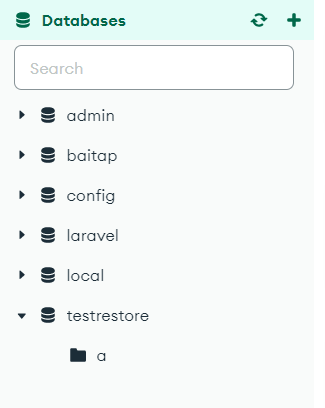 Databases
Search
admin
baitap
config
laravel
local
testrestore
a